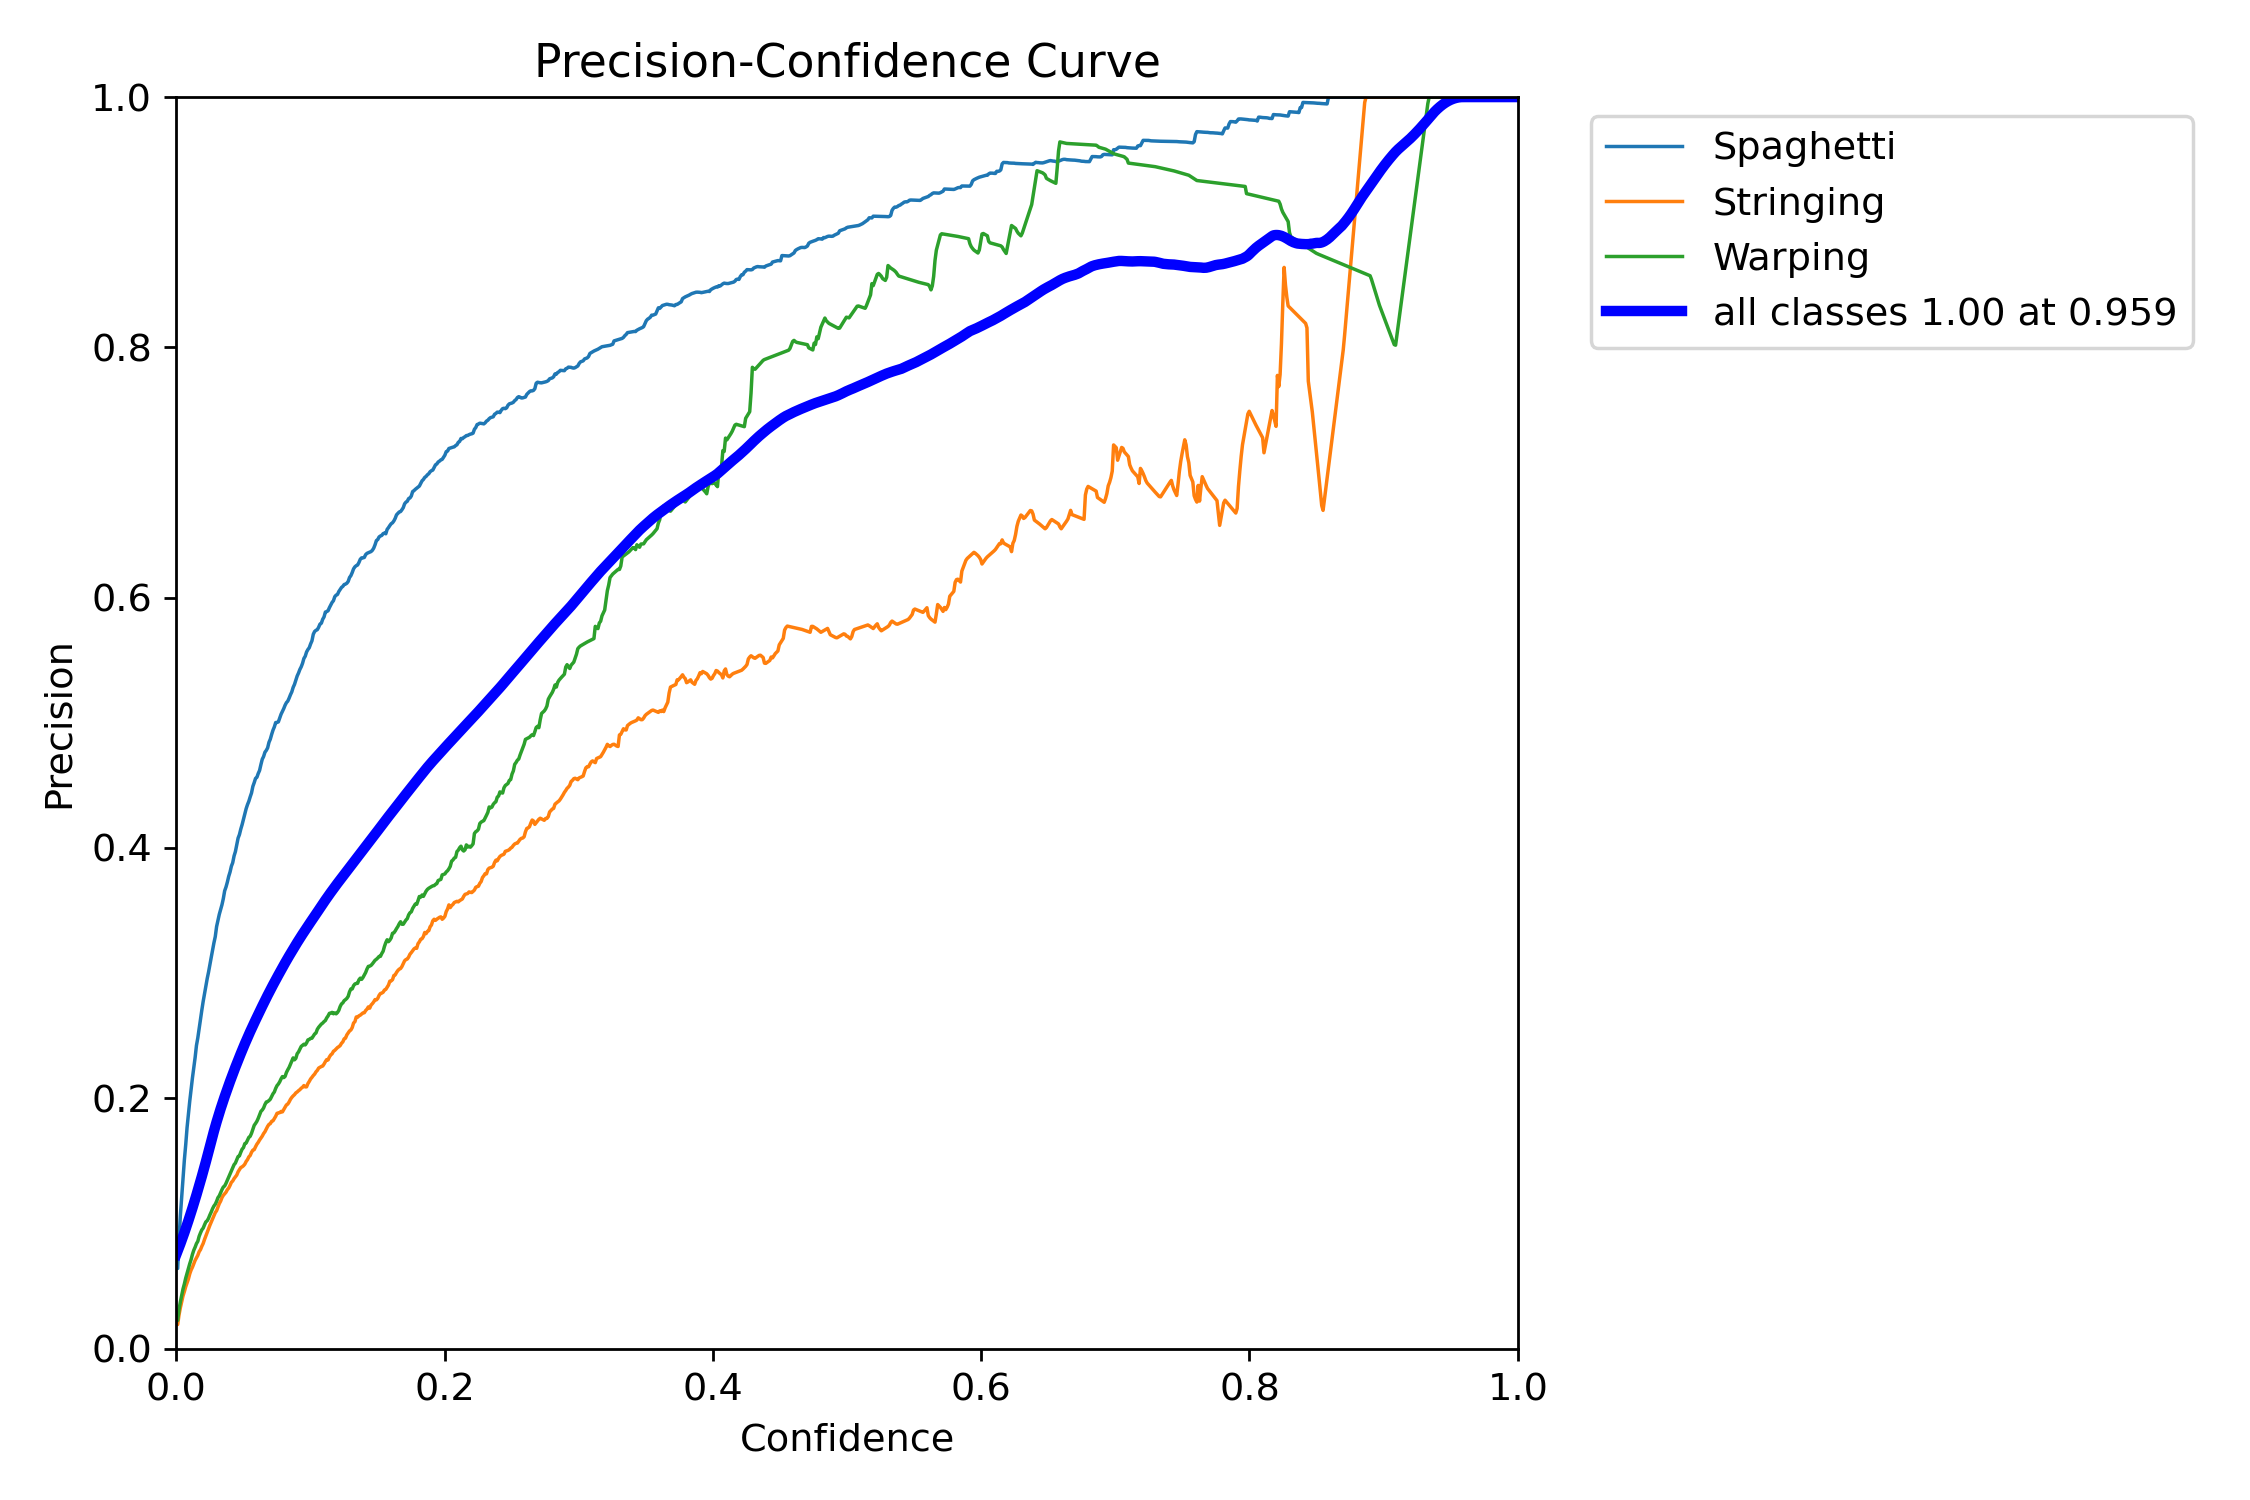 Precision-Confidence Curve
1.0
0.8
0.6
0.4
0.2
0.0
Precision
0.0 0.2 0.4 0.6 0.8 1.0
Confidence
Spaghetti
Stringing
Warping
all classes 1.00 at 0.959